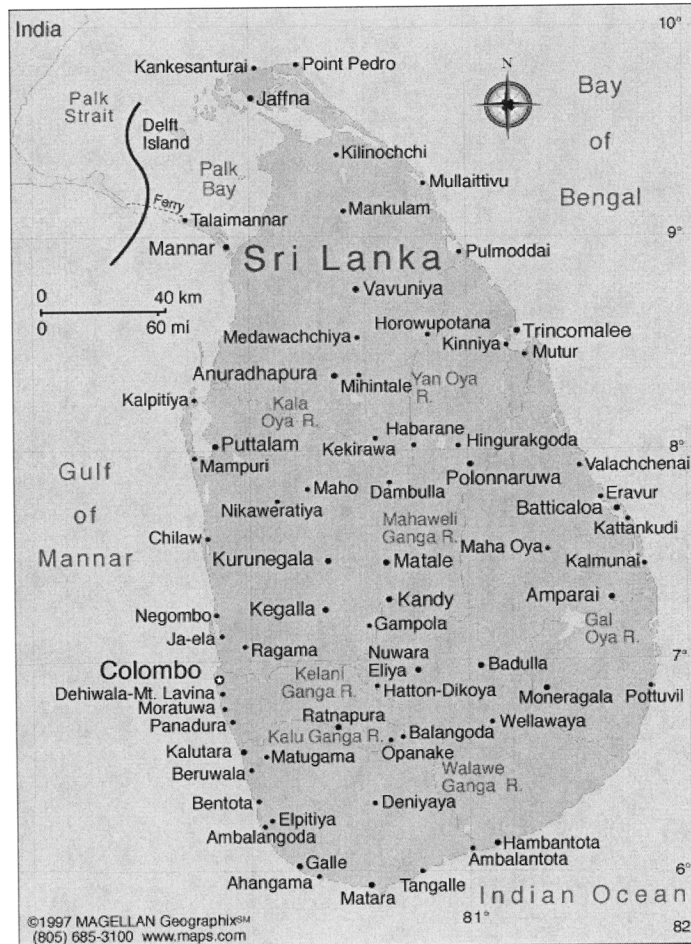 India
10°
Kankesanturai
Point Pedro
Palk
Strait
Jaffna
N
Bay
of
Bengal
Delft
Island
Palk
Bay
Kilinochchi
Mullaittivu
Ferry
Talaimannar
Mankulam
9°
Mannar
Sri Lanka
Pulmoddai
0 40 km
0 60 mi
Vavuniya
Medawachchiya
Horowupotana
Trincomalee
Kinniya
Mutur
Anuradhapura
Mihintale
Yan Oya
R.
Kalpitiya
Kala
Oya R.
Habarane
Puttalam
Kekirawa
Hingurakgoda
8°
Mampuri
Polonnaruwa
Valachchenai
Gulf
of
Mannar
Maho
Dambulla
Eravur
Nikaweratiya
Batticaloa
Kattankudi
Mahaweli
Ganga R.
Chilaw
Maha Oya
Kurunegala
Matale
Kalmunai
Kandy
Amparai
Negombo
Kegalla
Gampola
Gal
Oya R.
Ja-ela
Ragama
Nuwara
Eliya
Badulla
7°
Colombo
Kelani
Ganga R.
Dehiwala-Mt. Lavina
Hatton-Dikoya
Moneragala
Pottuvil
Moratuwa
Ratnapura
Panadura
Kalu Ganga R.
Balangoda
Wellawaya
Kalutara
Matugama
Opanake
Beruwala
Walawe
Ganga R.
Bentota
Deniyaya
Elpitiya
Ambalangoda
Hambantota
Ambalantota
Galle
6°
Ahangama
Matara
Tangalle
Indian Ocean
81°
82
©1997 MAGELLAN Geographix℠
(805) 685-3100 www.maps.com